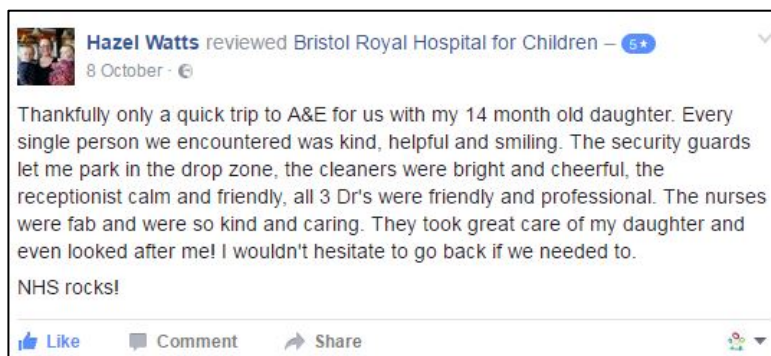 Hazel Watts reviewed Bristol Royal Hospital for Children – 5★
8 October ·
Thankfully only a quick trip to A&E for us with my 14 month old daughter. Every
single person we encountered was kind, helpful and smiling. The security guards
let me park in the drop zone, the cleaners were bright and cheerful, the
receptionist calm and friendly, all 3 Dr's were friendly and professional. The nurses
were fab and were so kind and caring. They took great care of my daughter and
even looked after me! I wouldn't hesitate to go back if we needed to.
NHS rocks!
Like Comment Share